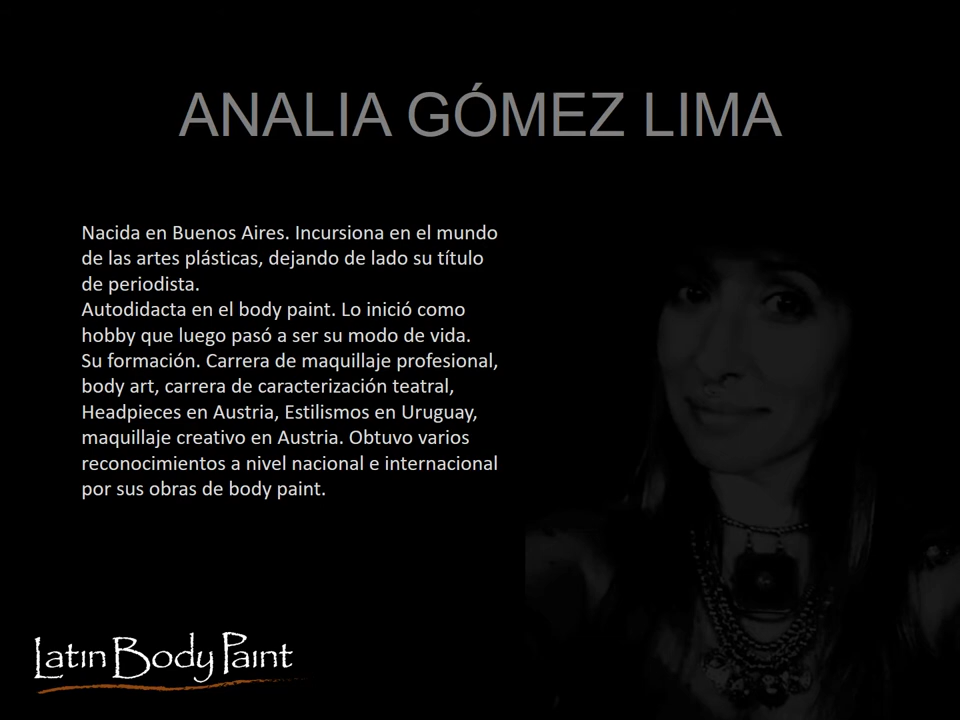 ANALIA GÓMEZ LIMA
Nacida en Buenos Aires. Incursiona en el mundo
de las artes plásticas, dejando de lado su título
de periodista.
Autodidacta en el body paint. Lo inició como
hobby que luego pasó a ser su modo de vida.
Su formación. Carrera de maquillaje profesional,
body art, carrera de caracterización teatral,
Headpieces en Austria, Estilismos en Uruguay,
maquillaje creativo en Austria. Obtuvo varios
reconocimientos a nivel nacional e internacional
por sus obras de body paint.
Latin Body Paint